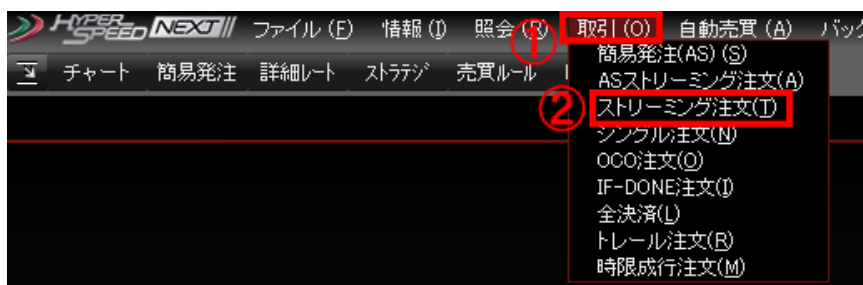 HYPER SPEED NEXT ファイル (F) 情報 (I) 照会 (R) 取引 (O) 自動売買 (A) バック
① 簡易発注(AS) (S)
チャート 簡易発注 詳細レート ストラテジ 売買ルール
ASストリーミング注文(A)
② ストリーミング注文(T)
シングル注文(N)
OCO注文(O)
IF-DONE注文(I)
全決済(L)
トレール注文(R)
時限成行注文(M)